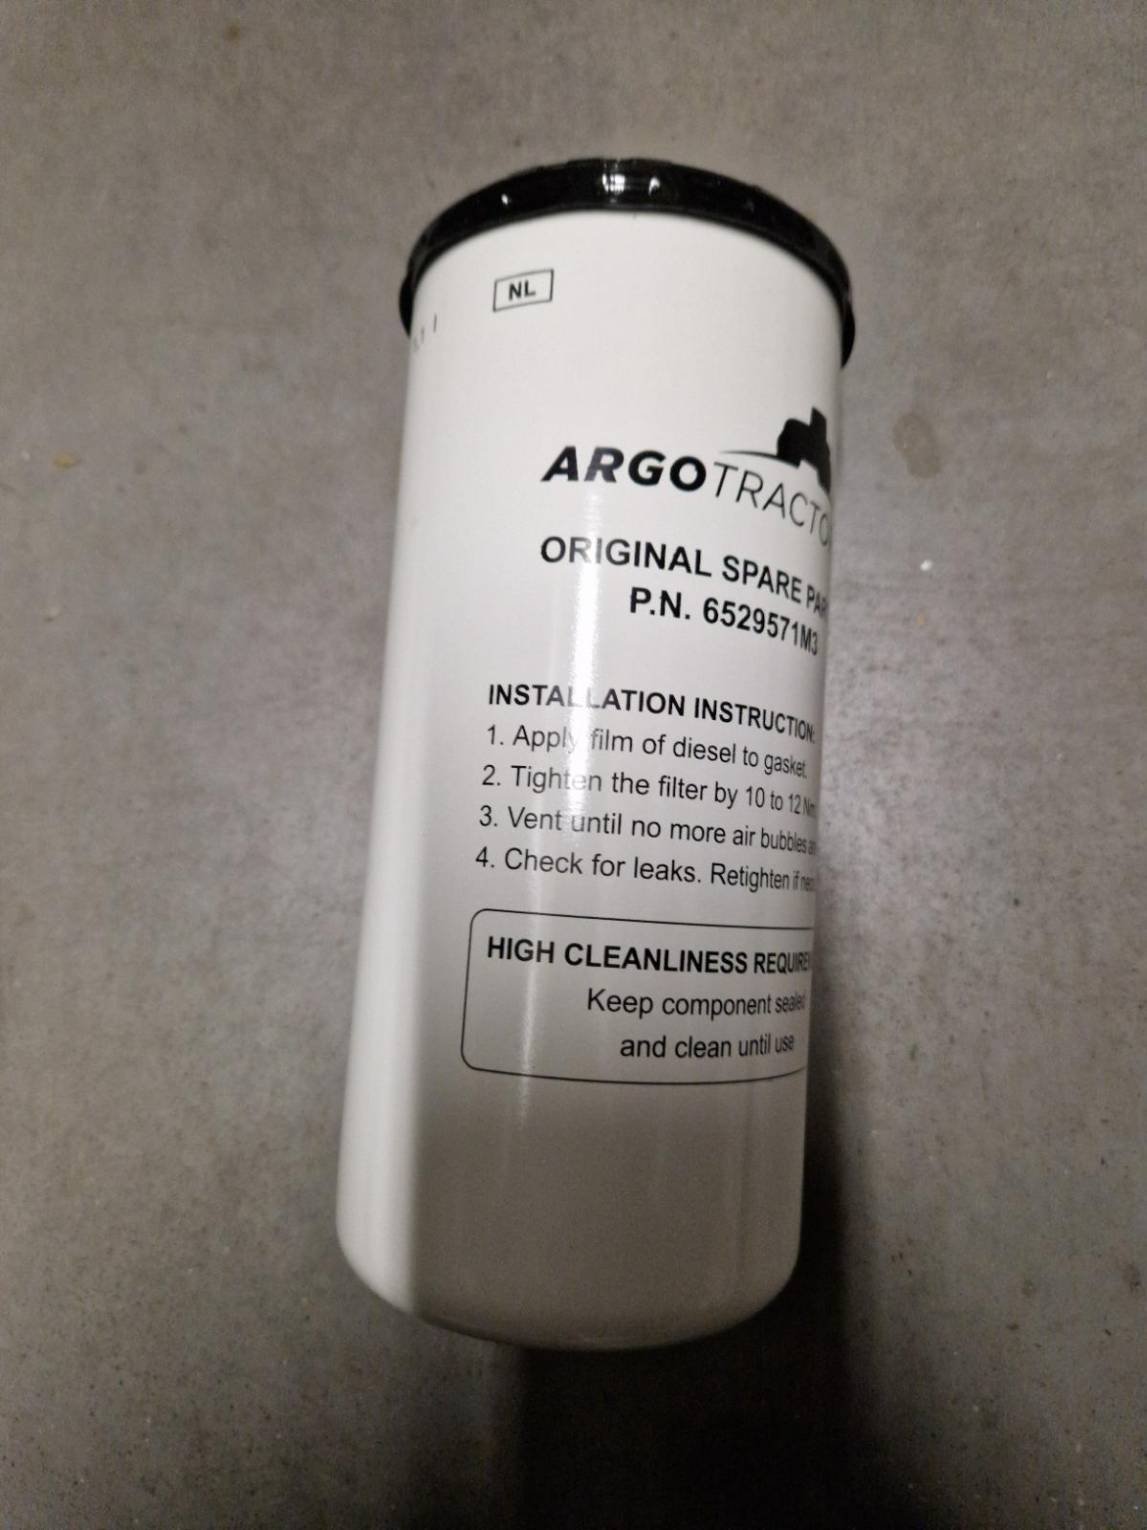 NL
ARGOTRACTO
ORIGINAL SPARE PA
P.N. 6529571M3
INSTALLATION INSTRUCTION:
1. Apply film of diesel to gasket.
2. Tighten the filter by 10 to 12 Nm
3. Vent until no more air bubbles
4. Check for leaks. Retighten if
HIGH CLEANLINESS REQUIRE
Keep component sealed
and clean until use